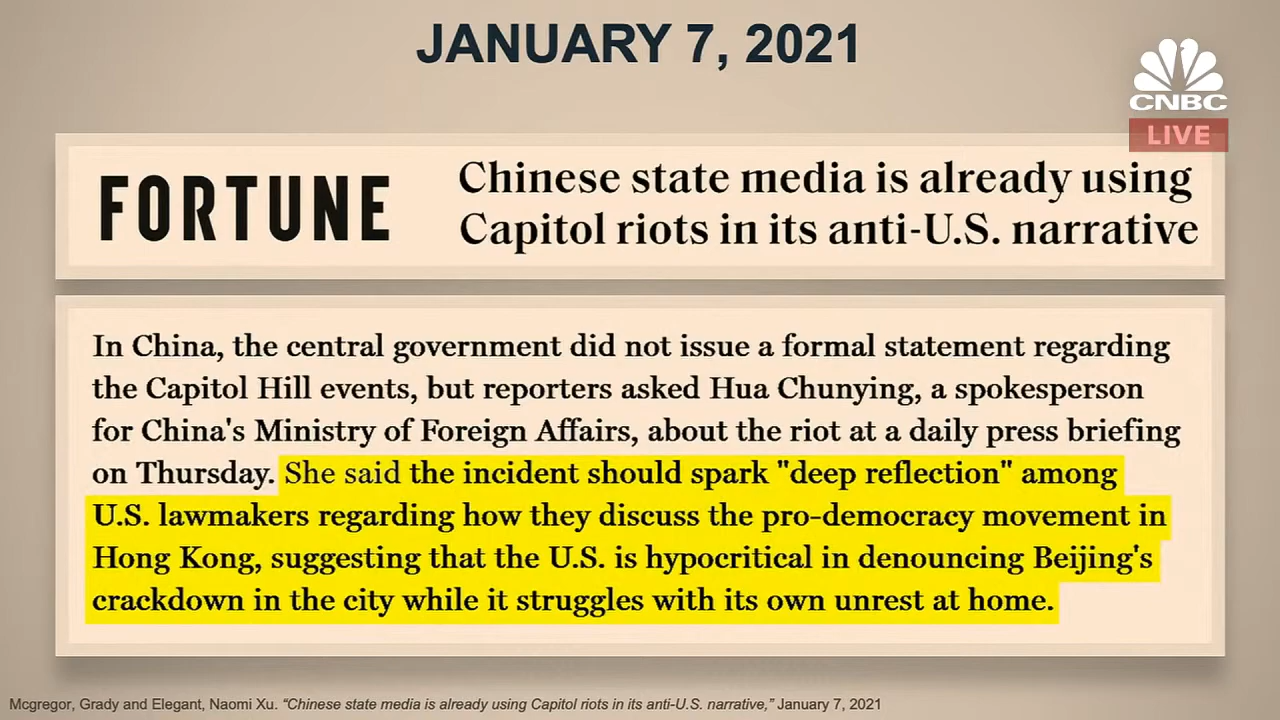 JANUARY 7, 2021
CNBC
LIVE
FORTUNE
Chinese state media is already using
Capitol riots in its anti-U.S. narrative
In China, the central government did not issue a formal statement regarding
the Capitol Hill events, but reporters asked Hua Chunying, a spokesperson
for China's Ministry of Foreign Affairs, about the riot at a daily press briefing
on Thursday. She said the incident should spark "deep reflection" among
U.S. lawmakers regarding how they discuss the pro-democracy movement in
Hong Kong, suggesting that the U.S. is hypocritical in denouncing Beijing's
crackdown in the city while it struggles with its own unrest at home.
Mcgregor, Grady and Elegant, Naomi Xu. “Chinese state media is already using Capitol riots in its anti-U.S. narrative,” January 7, 2021